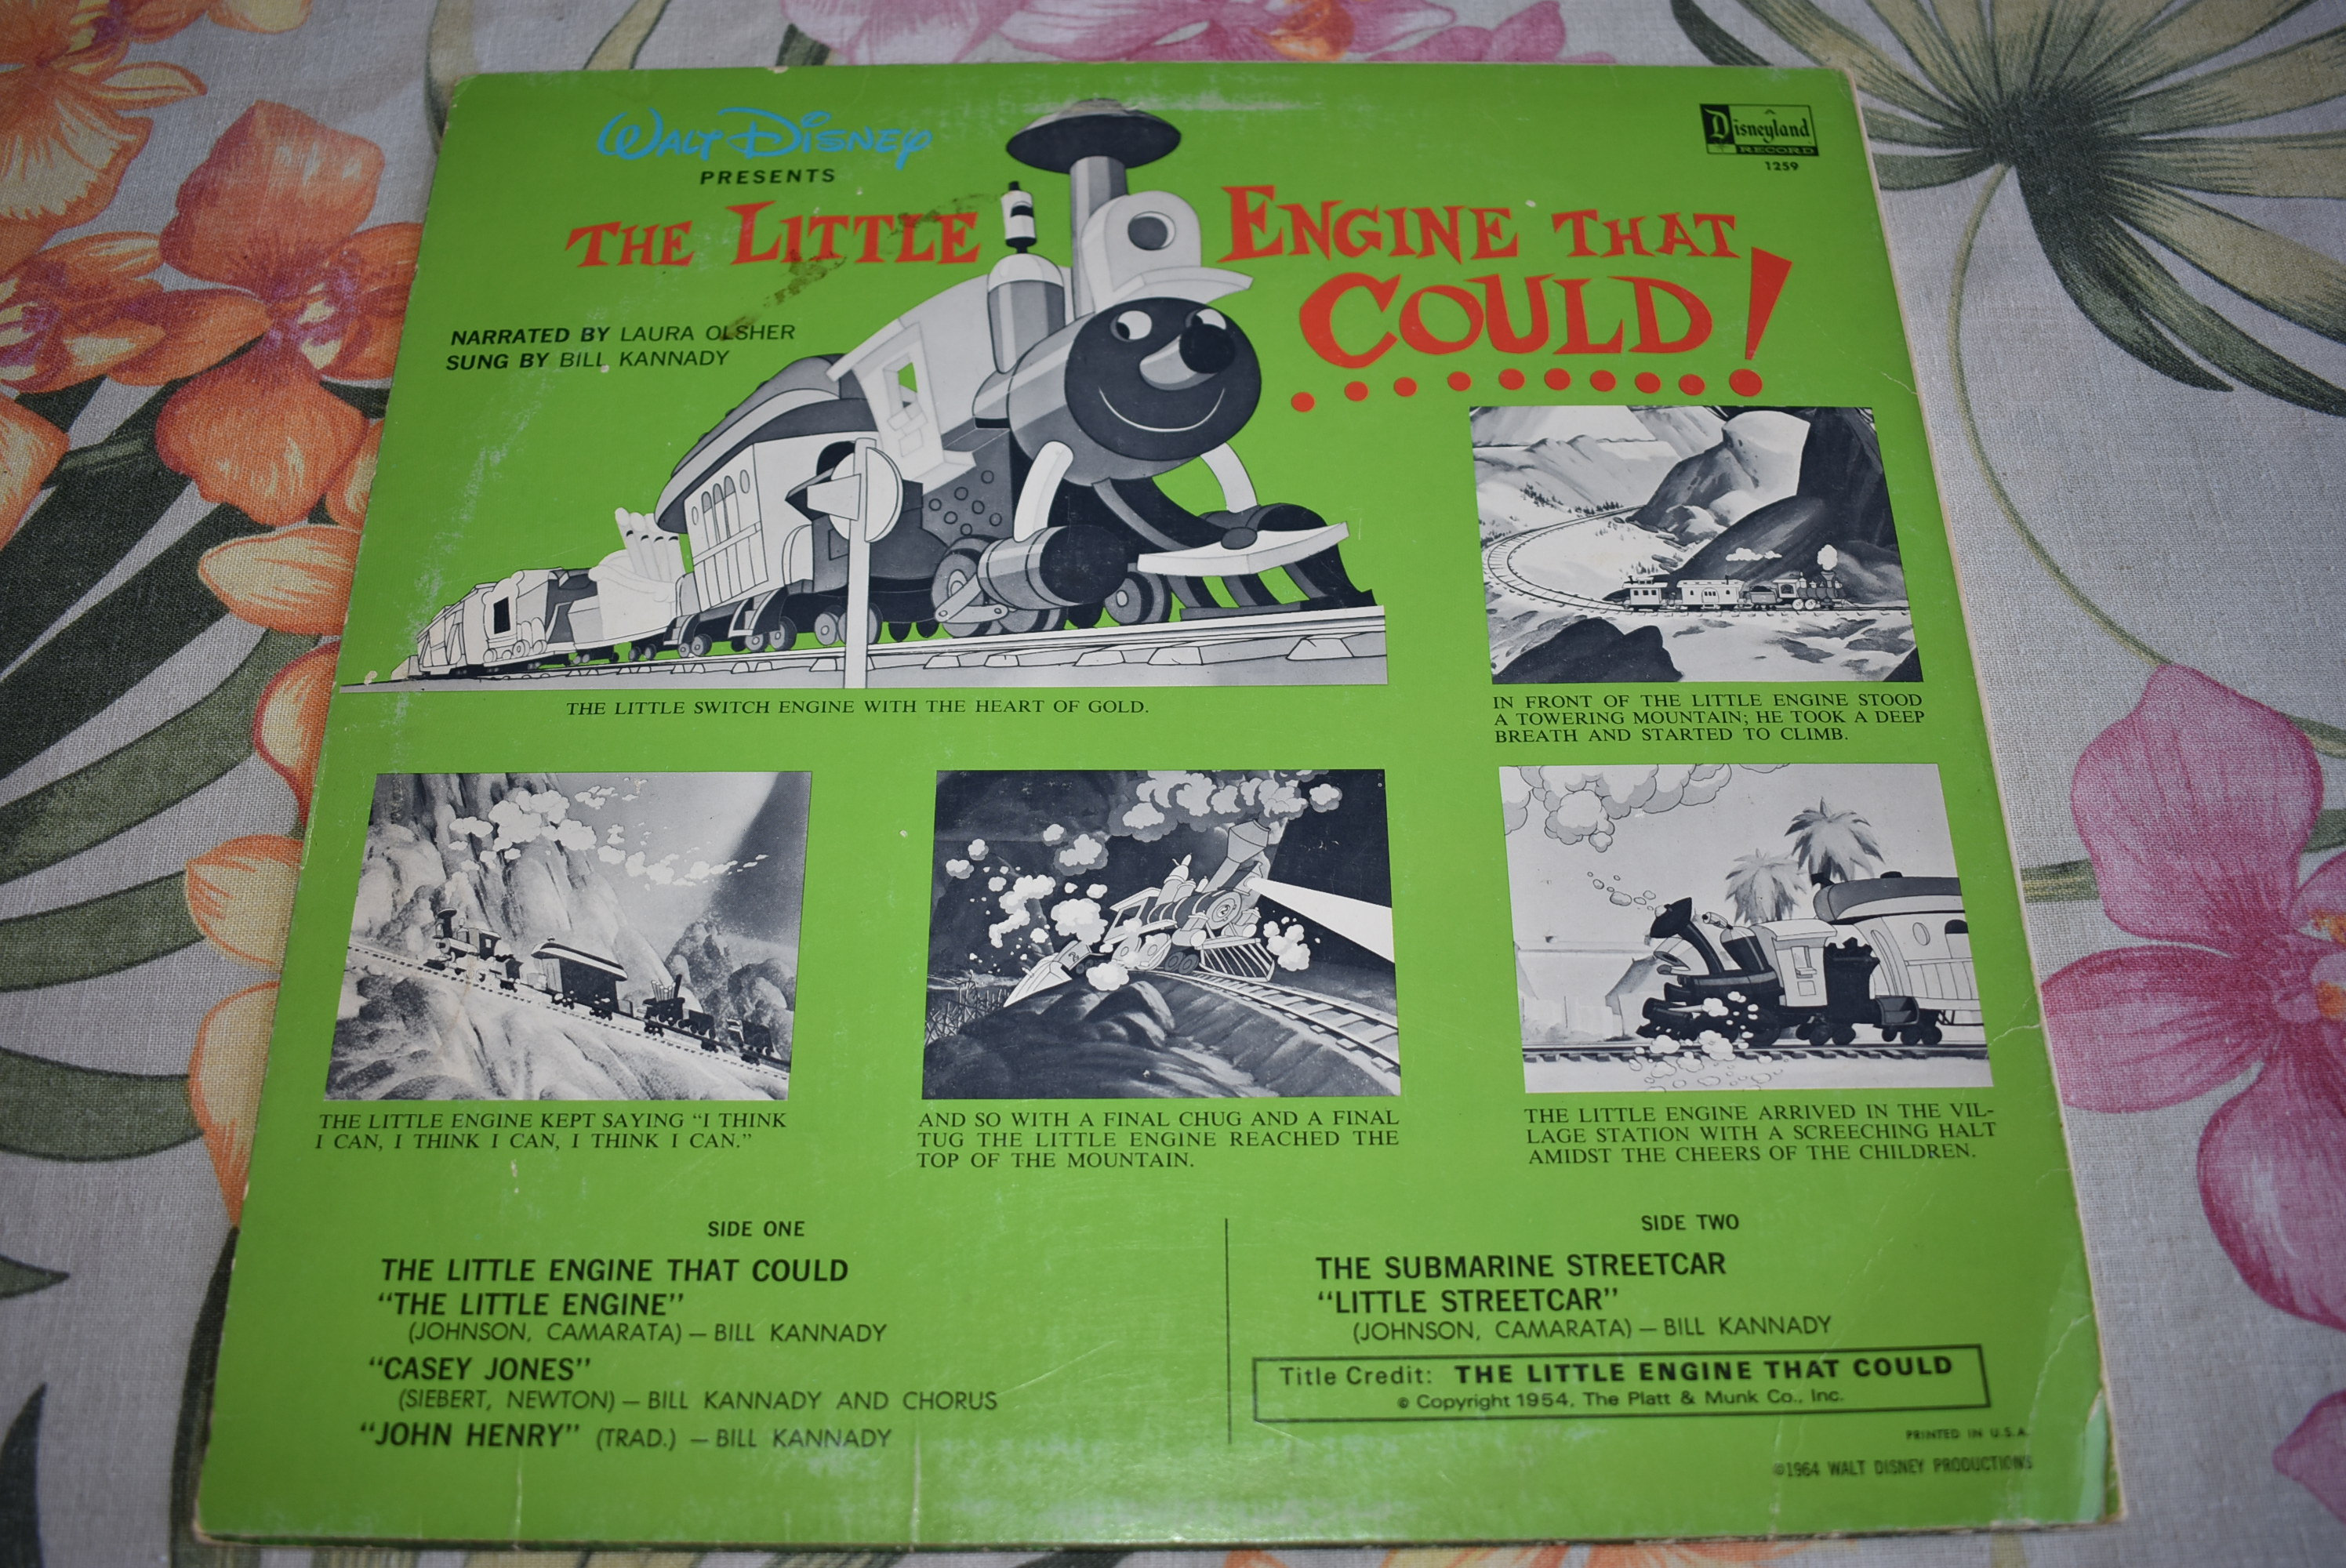 WALT DISNEY
PRESENTS
Disneyland
RECORD
1259
THE LITTLE ENGINE THAT
COULD!
NARRATED BY LAURA OLSHER
SUNG BY BILL KANNADY
THE LITTLE SWITCH ENGINE WITH THE HEART OF GOLD.
IN FRONT OF THE LITTLE ENGINE STOOD
A TOWERING MOUNTAIN; HE TOOK A DEEP
BREATH AND STARTED TO CLIMB.
THE LITTLE ENGINE KEPT SAYING “I THINK
I CAN, I THINK I CAN, I THINK I CAN.”
AND SO WITH A FINAL CHUG AND A FINAL
TUG THE LITTLE ENGINE REACHED THE
TOP OF THE MOUNTAIN.
THE LITTLE ENGINE ARRIVED IN THE VIL-
LAGE STATION WITH A SCREECHING HALT
AMIDST THE CHEERS OF THE CHILDREN.
SIDE ONE
THE LITTLE ENGINE THAT COULD
“THE LITTLE ENGINE”
(JOHNSON, CAMARATA) — BILL KANNADY
“CASEY JONES”
(SIEBERT, NEWTON) — BILL KANNADY AND CHORUS
“JOHN HENRY” (TRAD.) — BILL KANNADY
SIDE TWO
THE SUBMARINE STREETCAR
“LITTLE STREETCAR”
(JOHNSON, CAMARATA) — BILL KANNADY
Title Credit: THE LITTLE ENGINE THAT COULD
© Copyright 1954, The Platt & Munk Co., Inc.
PRINTED IN U.S.A.
©1964 WALT DISNEY PRODUCTIONS